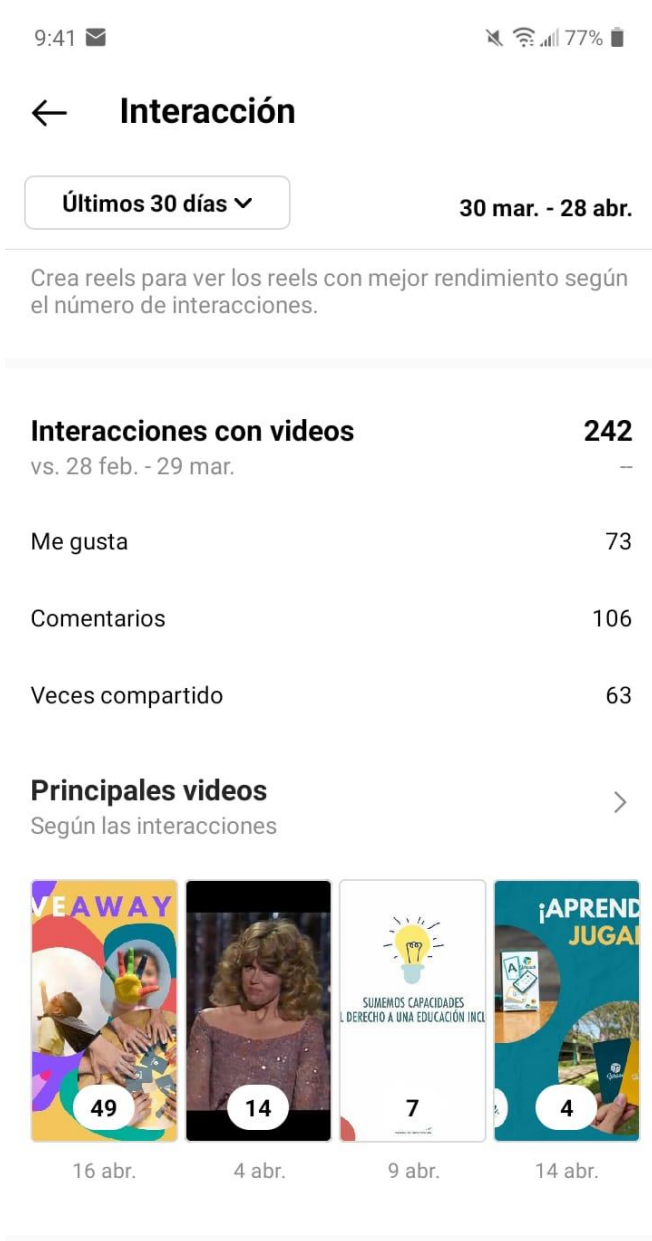 9:41
77%
Interacción
Últimos 30 días
30 mar. - 28 abr.
Crea reels para ver los reels con mejor rendimiento según
el número de interacciones.
Interacciones con videos
242
vs. 28 feb. - 29 mar.
--
Me gusta
73
Comentarios
106
Veces compartido
63
Principales videos
Según las interacciones
VEAWAY
¡APREND
JUGA
A
SUMEMOS CAPACIDADES
L DERECHO A UNA EDUCACIÓN INCL
49
14
7
4
16 abr.
4 abr.
9 abr.
14 abr.